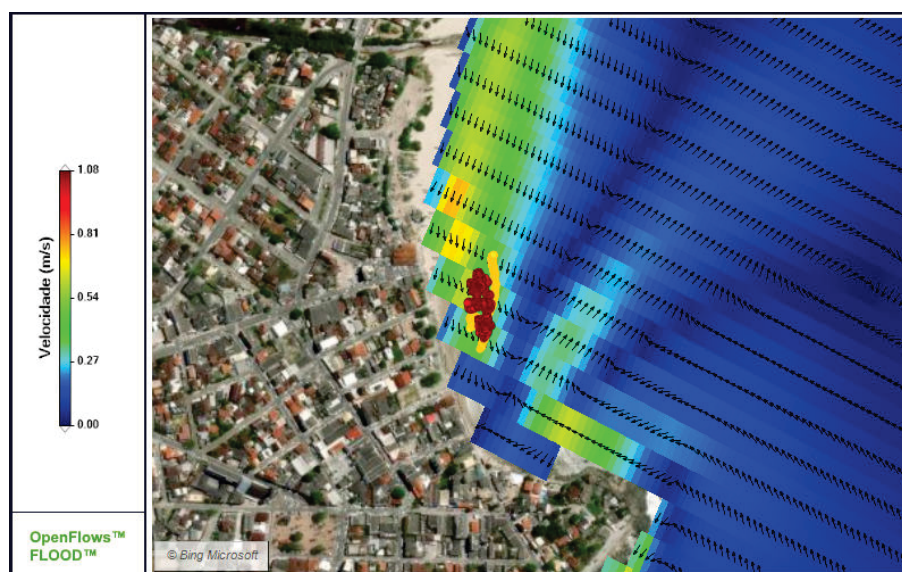 Velocidade (m/s)
1.08
0.81
0.54
0.27
0.00
OpenFlows™
FLOOD™
© Bing Microsoft